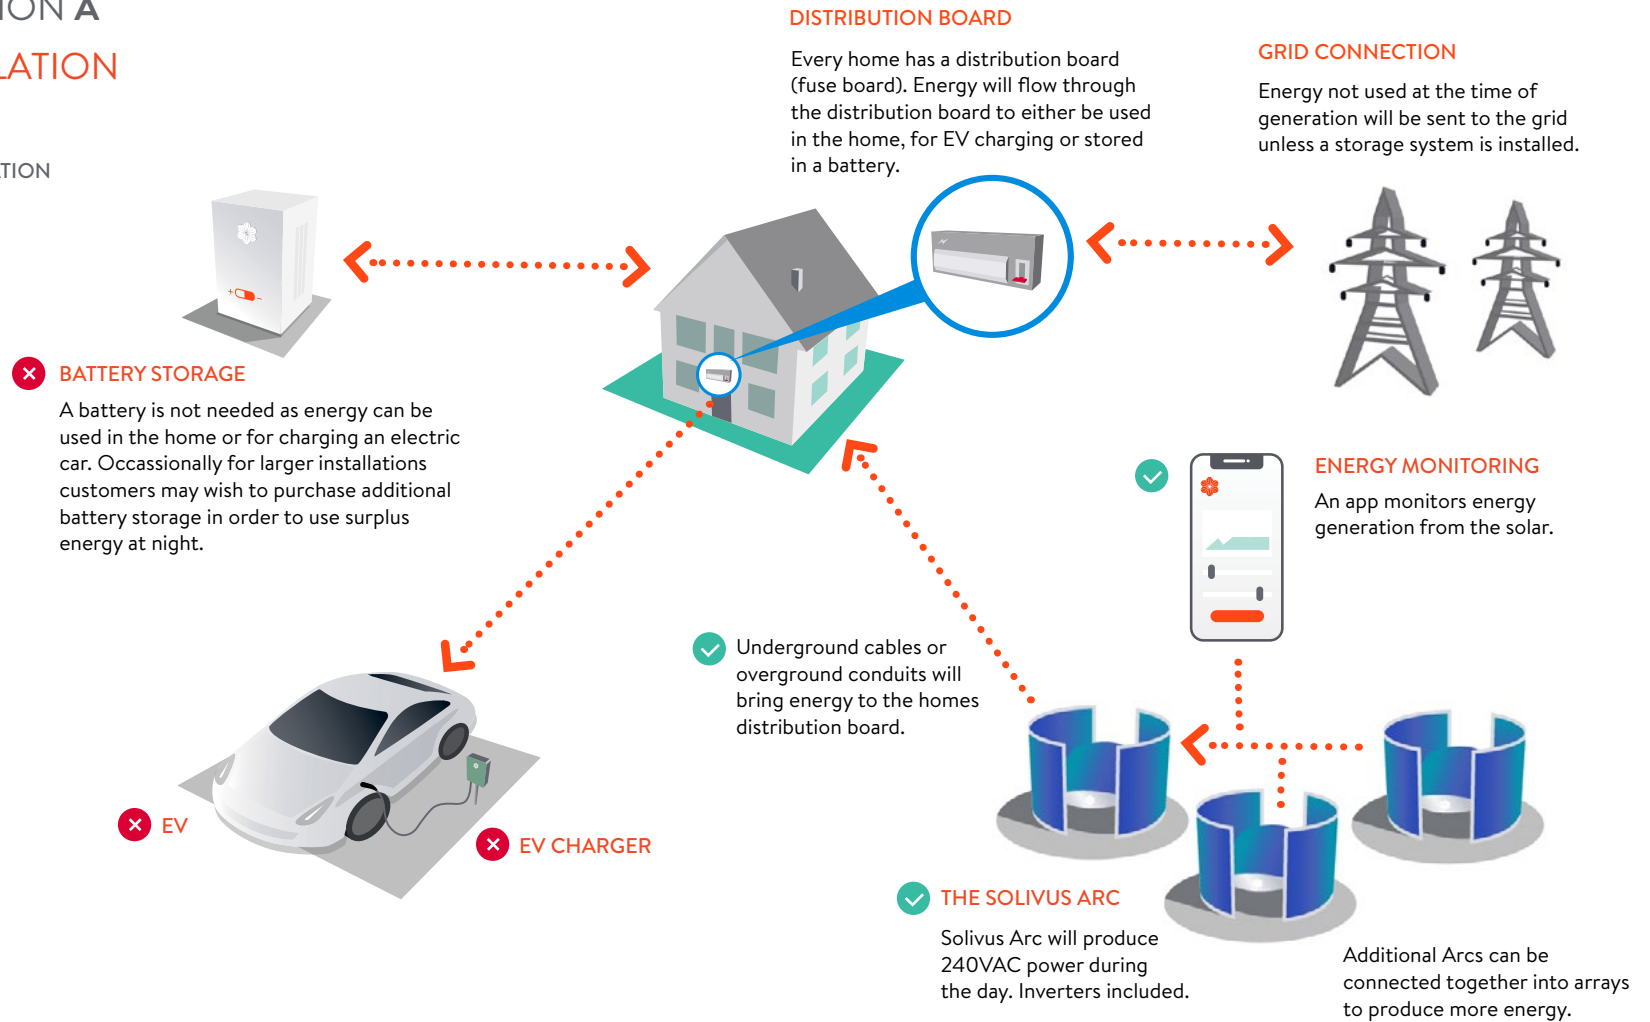 ION A
LATION
TION
DISTRIBUTION BOARD
Every home has a distribution board
(fuse board). Energy will flow through
the distribution board to either be used
in the home, for EV charging or stored
in a battery.
GRID CONNECTION
Energy not used at the time of
generation will be sent to the grid
unless a storage system is installed.
BATTERY STORAGE
A battery is not needed as energy can be
used in the home or for charging an electric
car. Occassionally for larger installations
customers may wish to purchase additional
battery storage in order to use surplus
energy at night.
ENERGY MONITORING
An app monitors energy
generation from the solar.
Underground cables or
overground conduits will
bring energy to the homes
distribution board.
EV
EV CHARGER
THE SOLIVUS ARC
Solivus Arc will produce
240VAC power during
the day. Inverters included.
Additional Arcs can be
connected together into arrays
to produce more energy.